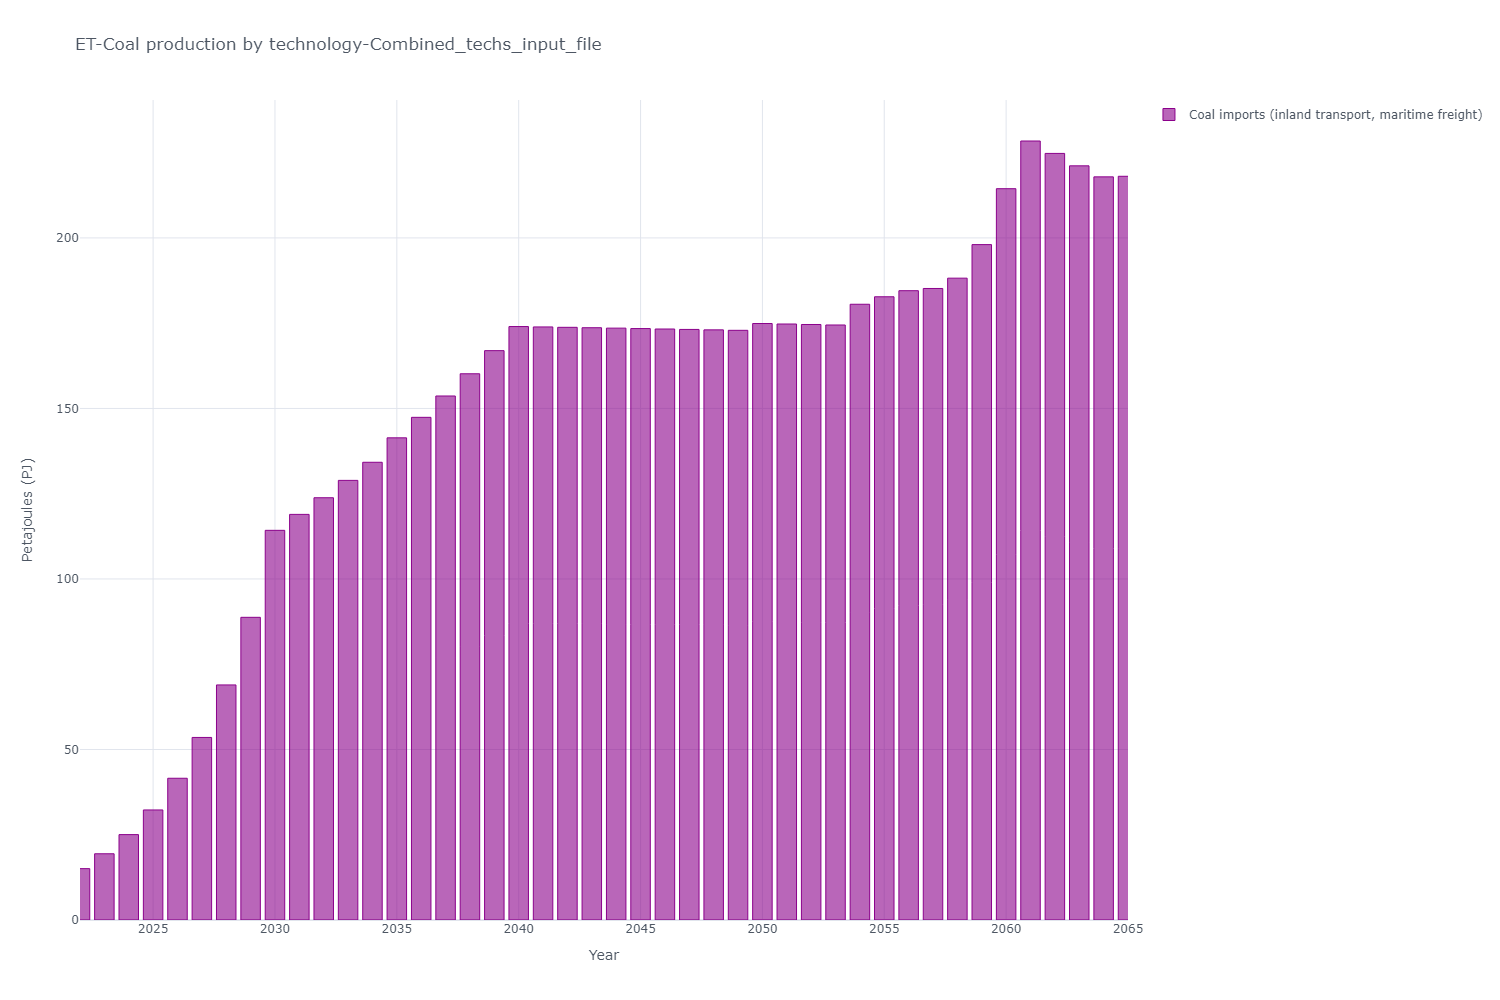 ET-Coal production by technology-Combined_techs_input_file
Coal imports (inland transport, maritime freight)
200
150
100
50
0
Petajoules (PJ)
2025 2030 2035 2040 2045 2050 2055 2060 2065
Year